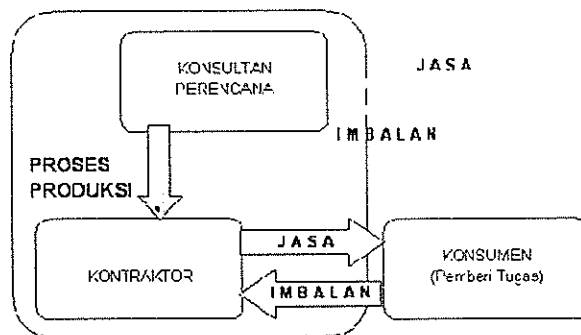 KONSULTAN
PERENCANA
JASA
IMBALAN
PROSES
PRODUKSI
KONTRAKTOR
JASA
IMBALAN
KONSUMEN
(Pemberi Tugas)